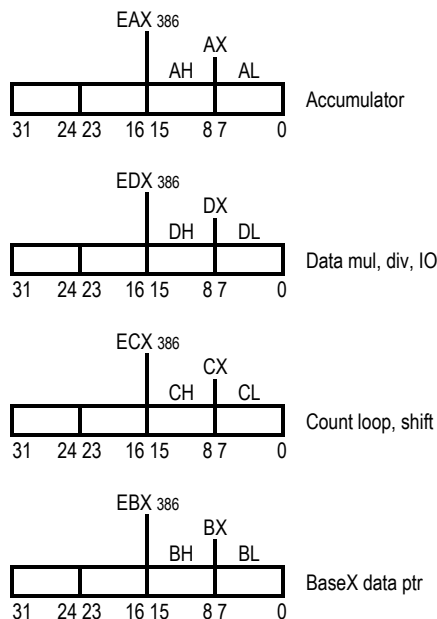 EAX 386
AX
AH AL
Accumulator
31 24 23 16 15 8 7 0
EDX 386
DX
DH DL
Data mul, div, IO
31 24 23 16 15 8 7 0
ECX 386
CX
CH CL
Count loop, shift
31 24 23 16 15 8 7 0
EBX 386
BX
BH BL
BaseX data ptr
31 24 23 16 15 8 7 0